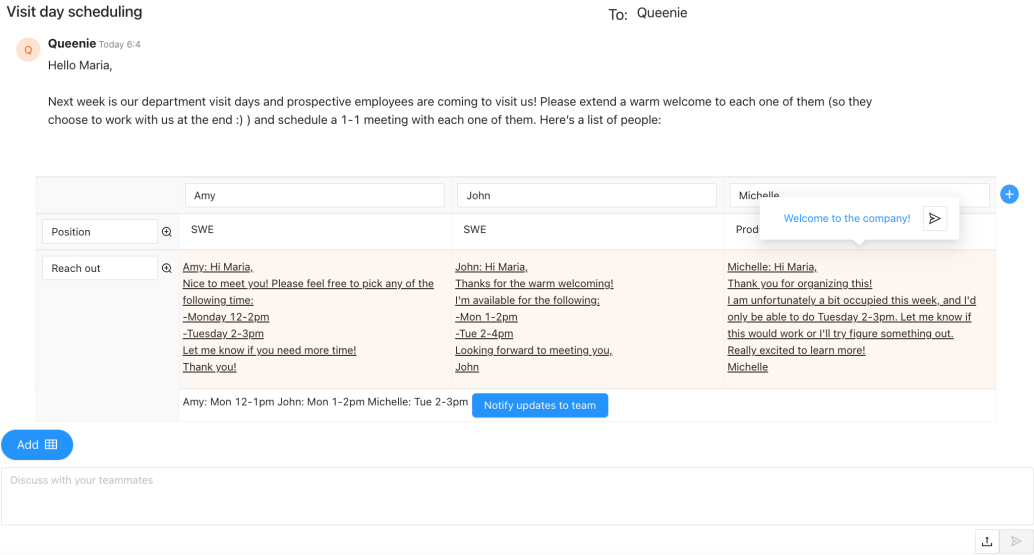 Visit day scheduling
To: Queenie
Q
Queenie Today 6:4
Hello Maria,
Next week is our department visit days and prospective employees are coming to visit us! Please extend a warm welcome to each one of them (so they
choose to work with us at the end :) ) and schedule a 1-1 meeting with each one of them. Here's a list of people:
Amy
John
Michelle
Welcome to the company!
Position
SWE
SWE
Prod
Reach out
Amy: Hi Maria,
Nice to meet you! Please feel free to pick any of the
following time:
-Monday 12-2pm
-Tuesday 2-3pm
Let me know if you need more time!
Thank you!
John: Hi Maria,
Thanks for the warm welcoming!
I'm available for the following:
-Mon 1-2pm
-Tue 2-4pm
Looking forward to meeting you,
John
Michelle: Hi Maria,
Thank you for organizing this!
I am unfortunately a bit occupied this week, and I'd
only be able to do Tuesday 2-3pm. Let me know if
this would work or I'll try figure something out.
Really excited to learn more!
Michelle
Amy: Mon 12-1pm John: Mon 1-2pm Michelle: Tue 2-3pm
Notify updates to team
Add
Discuss with your teammates